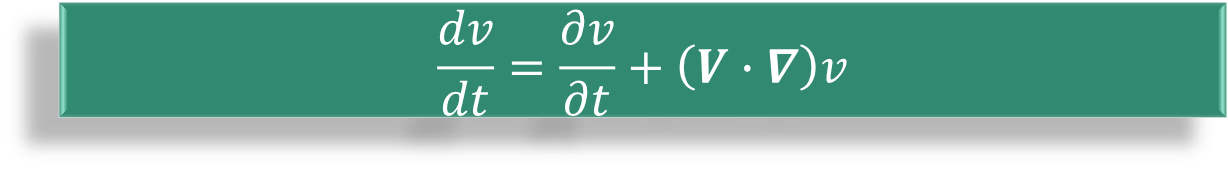 dv/dt = ∂v/∂t + (V · ∇)v